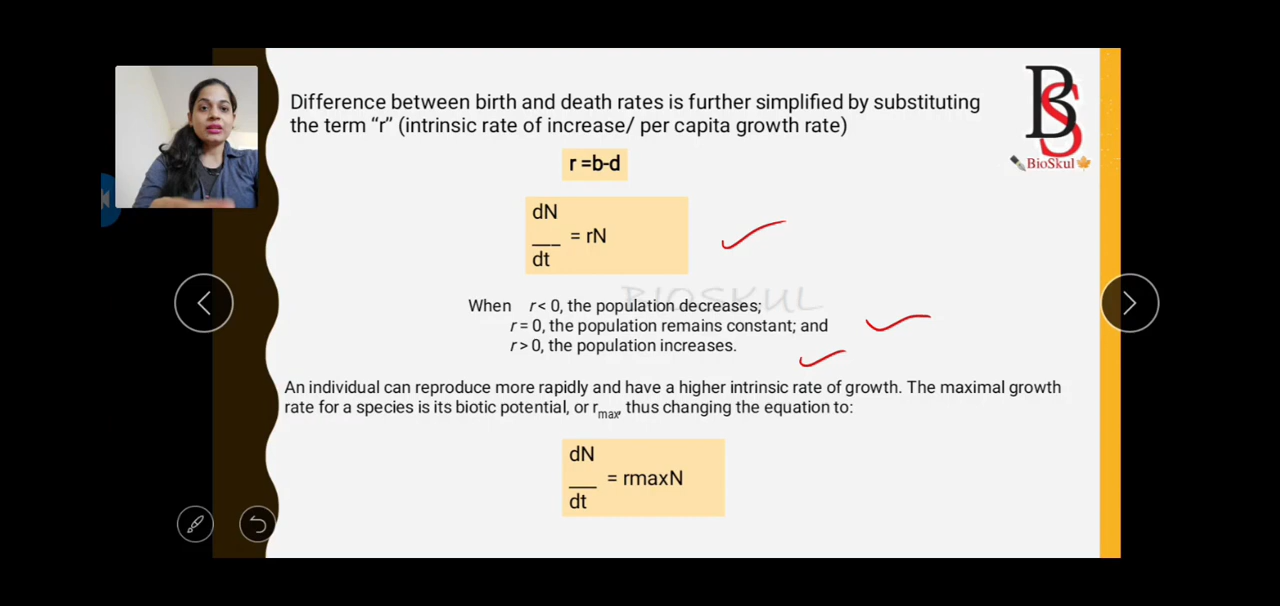 Difference between birth and death rates is further simplified by substituting
the term “r” (intrinsic rate of increase/ per capita growth rate)
r =b-d
dN
___ = rN
dt
BIOSKUL
When r< 0, the population decreases;
r = 0, the population remains constant; and
r > 0, the population increases.
An individual can reproduce more rapidly and have a higher intrinsic rate of growth. The maximal growth
rate for a species is its biotic potential, or rmax, thus changing the equation to:
dN
___ = rmaxN
dt
BS
BioSkul